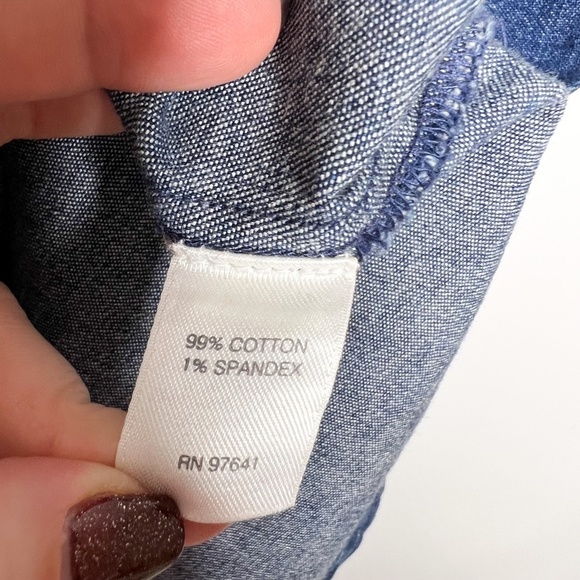 99% COTTON
1% SPANDEX
RN 97641